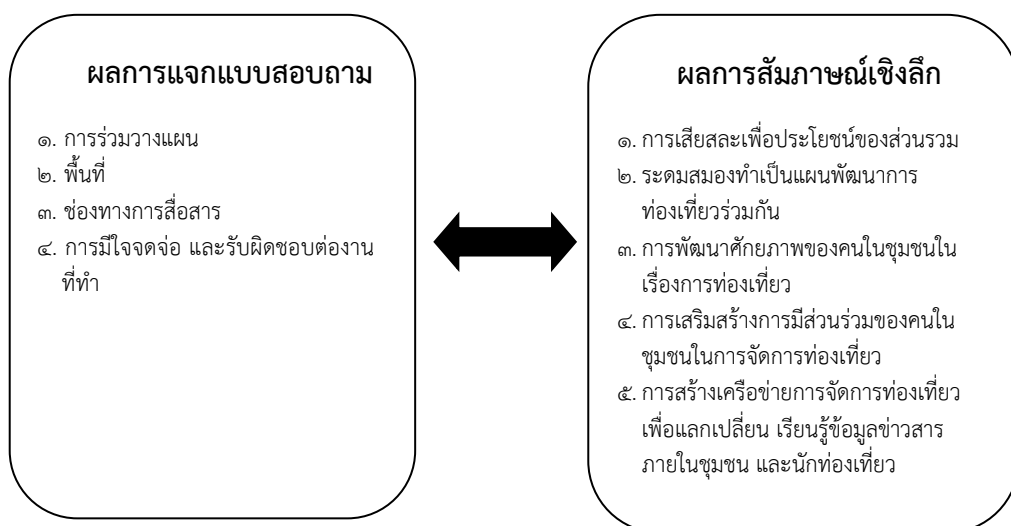 ผลการแจกแบบสอบถาม
๑. การร่วมวางแผน
๒. พื้นที่
๓. ช่องทางการสื่อสาร
๔. การมีใจจดจ่อ และรับผิดชอบต่องาน
ที่ทำ
ผลการสัมภาษณ์เชิงลึก
๑. การเสียสละเพื่อประโยชน์ของส่วนรวม
๒. ระดมสมองทำเป็นแผนพัฒนาการ
ท่องเที่ยวร่วมกัน
๓. การพัฒนาศักยภาพของคนในชุมชนใน
เรื่องการท่องเที่ยว
๔. การเสริมสร้างการมีส่วนร่วมของคนใน
ชุมชนในการจัดการท่องเที่ยว
๕. การสร้างเครือข่ายการจัดการท่องเที่ยว
เพื่อแลกเปลี่ยน เรียนรู้ข้อมูลข่าวสาร
ภายในชุมชน และนักท่องเที่ยว